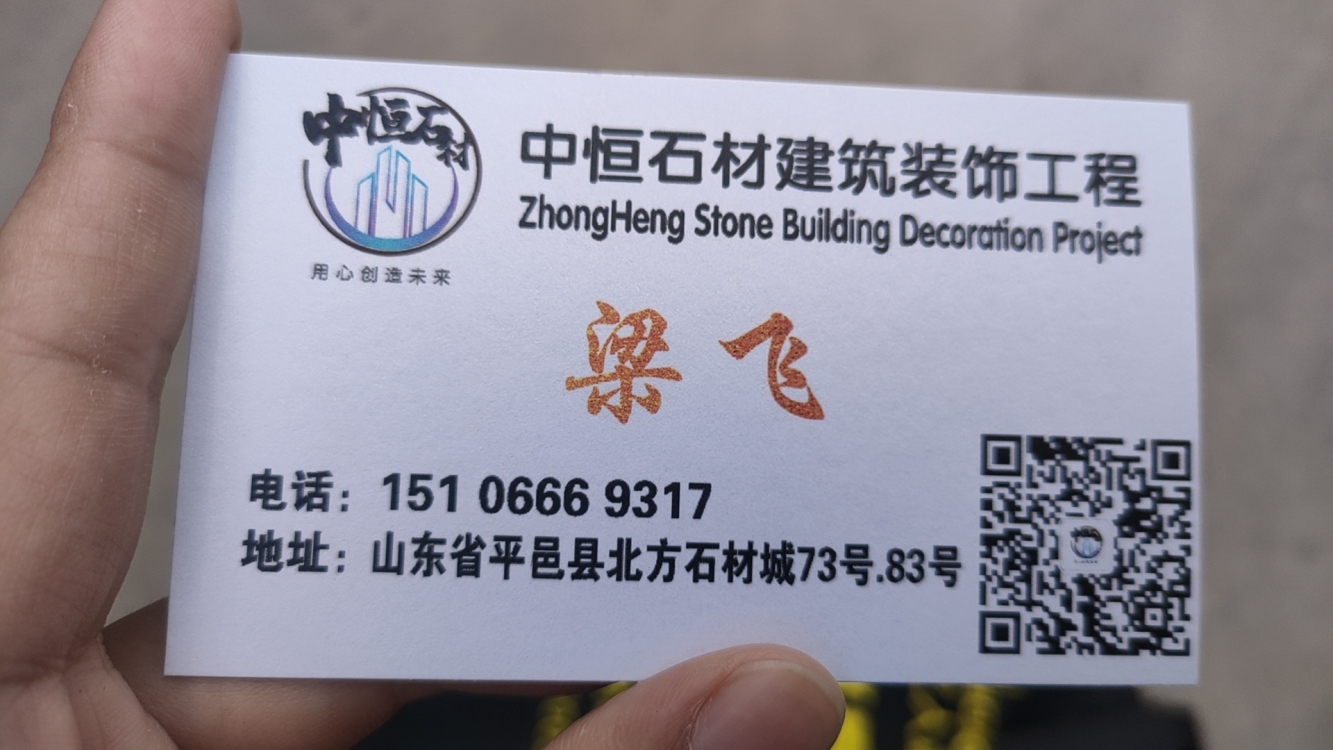 中恒石材
用心创造未来
中恒石材建筑装饰工程
ZhongHeng Stone Building Decoration Project
梁飞
电话：151 0666 9317
地址：山东省平邑县北方石材城73号.83号